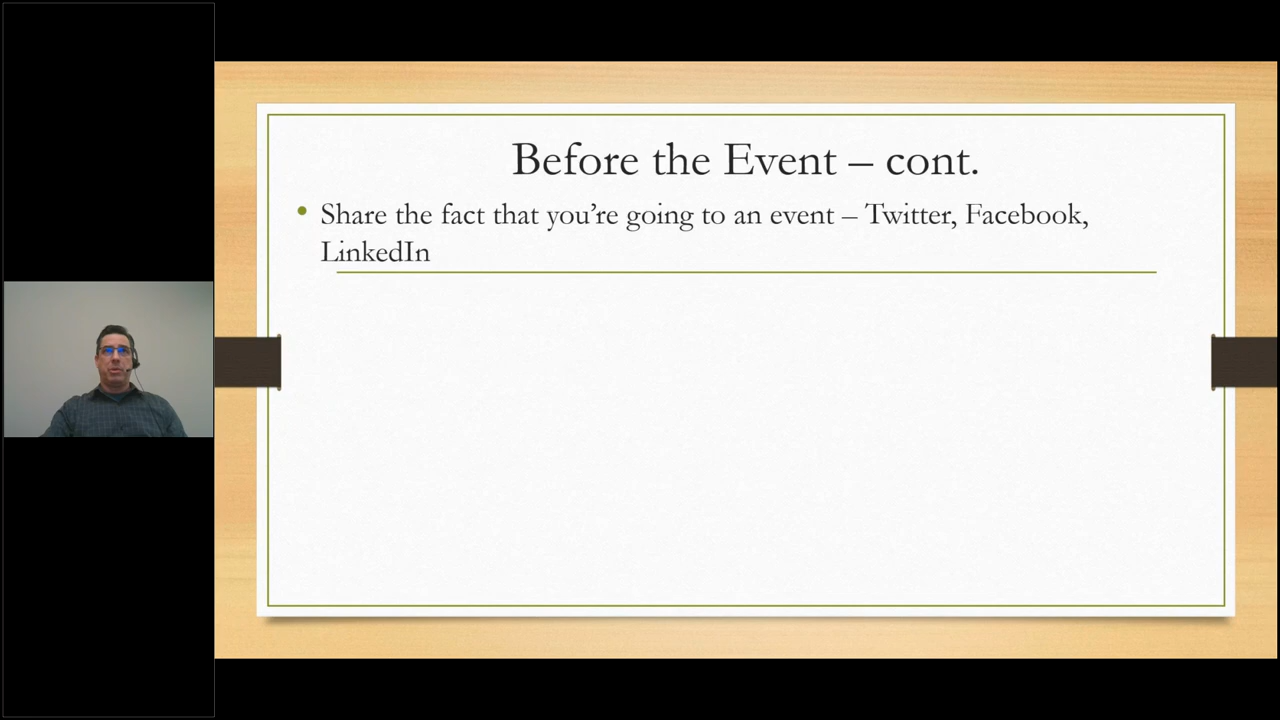 Before the Event – cont.
• Share the fact that you’re going to an event – Twitter, Facebook,
LinkedIn